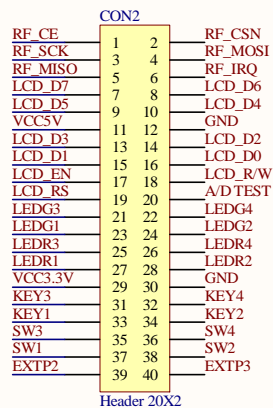 CON2
RF_CE 1 2 RF_CSN
RF_SCK 3 4 RF_MOSI
RF_MISO 5 6 RF_IRQ
LCD_D7 7 8 LCD_D6
LCD_D5 9 10 LCD_D4
VCC5V 11 12 GND
LCD_D3 13 14 LCD_D2
LCD_D1 15 16 LCD_D0
LCD_EN 17 18 LCD_R/W
LCD_RS 19 20 A/D TEST
LEDG3 21 22 LEDG4
LEDG1 23 24 LEDG2
LEDR3 25 26 LEDR4
LEDR1 27 28 LEDR2
VCC3.3V 29 30 GND
KEY3 31 32 KEY4
KEY1 33 34 KEY2
SW3 35 36 SW4
SW1 37 38 SW2
EXTP2 39 40 EXTP3
Header 20X2